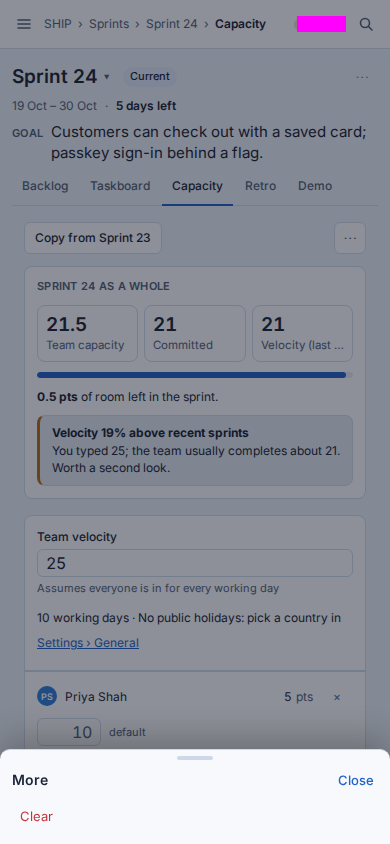 SHIP › Sprints › Sprint 24 › Capacity
Sprint 24 ▾ Current ...
19 Oct – 30 Oct · 5 days left
GOAL Customers can check out with a saved card;
passkey sign-in behind a flag.
Backlog Taskboard Capacity Retro Demo
Copy from Sprint 23 ...
SPRINT 24 AS A WHOLE
21.5 21 21
Team capacity Committed Velocity (last ...
0.5 pts of room left in the sprint.
Velocity 19% above recent sprints
You typed 25; the team usually completes about 21.
Worth a second look.
Team velocity
25
Assumes everyone is in for every working day
10 working days · No public holidays: pick a country in
Settings › General
PS Priya Shah 5 pts ×
10 default
More Close
Clear